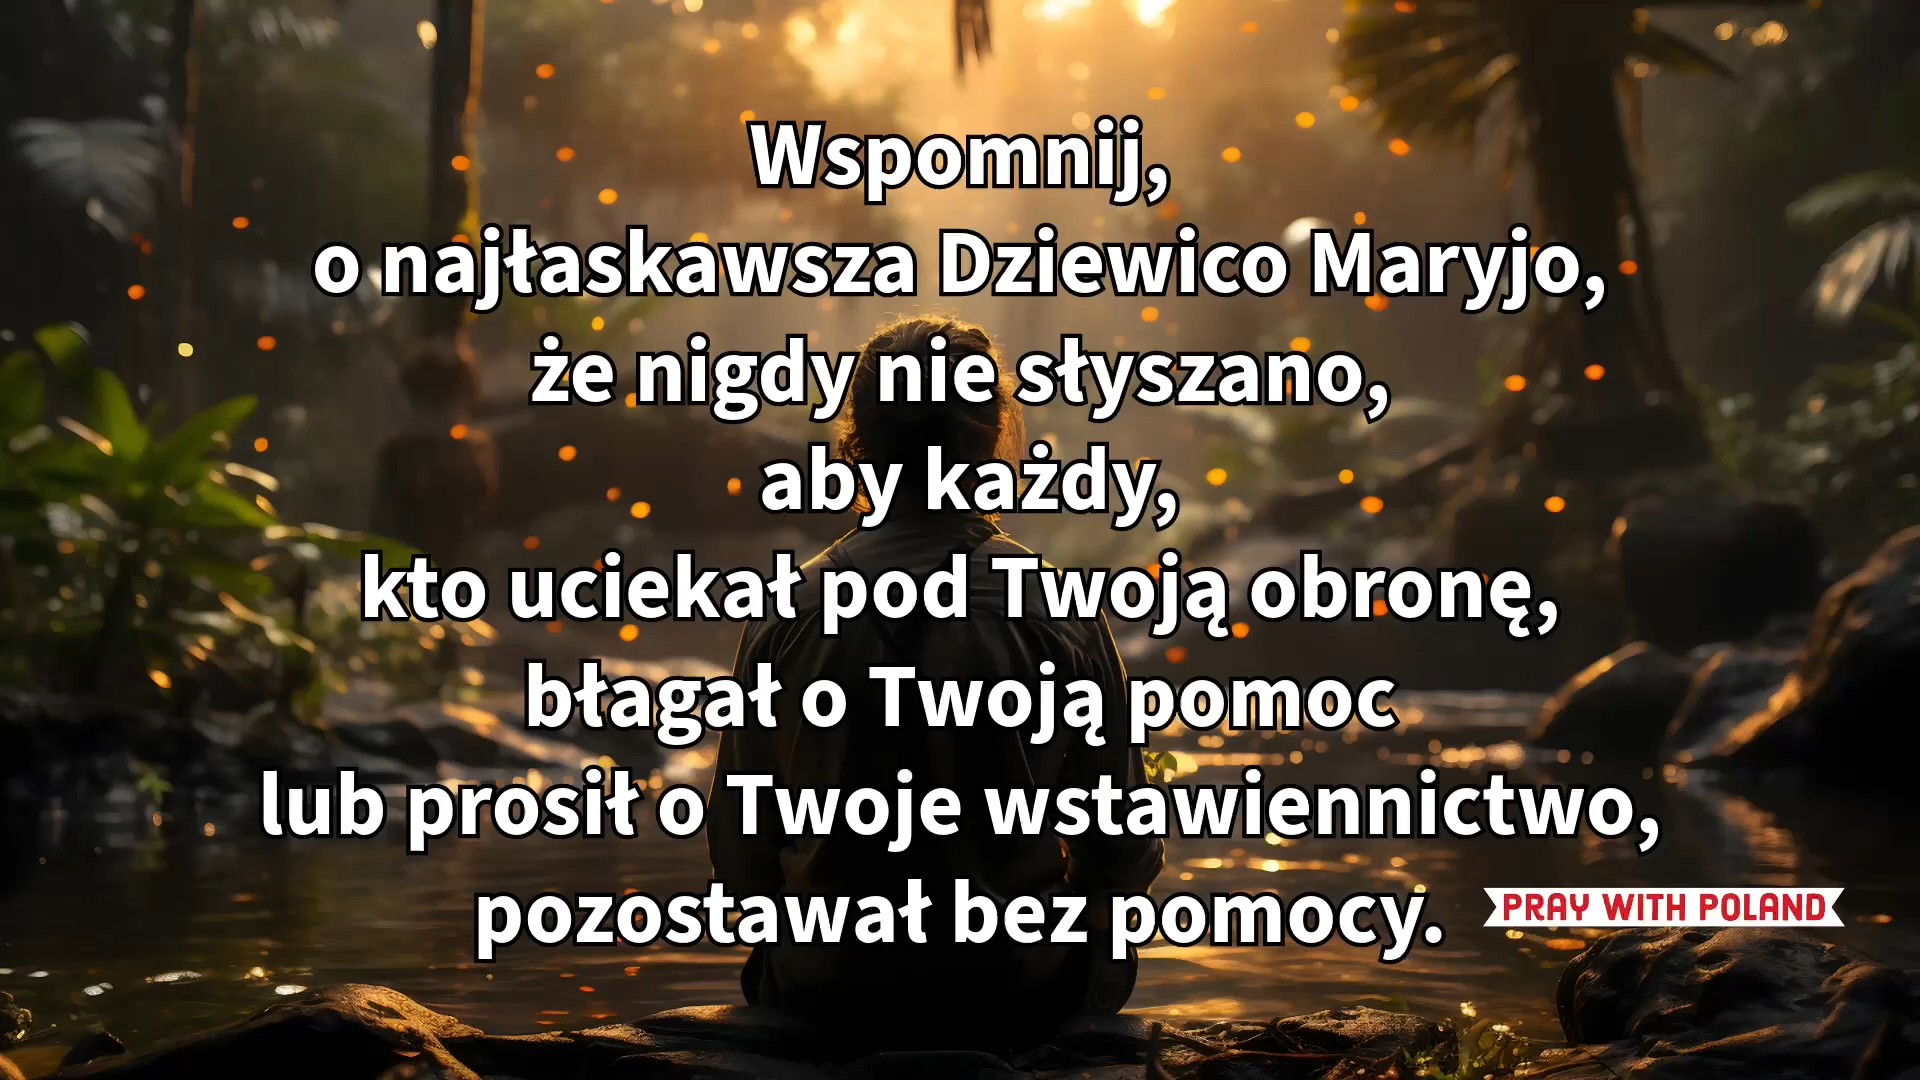 Wspomnij,
o najłaskawsza Dziewico Maryjo,
że nigdy nie słyszano,
aby każdy,
kto uciekał pod Twoją obronę,
błagał o Twoją pomoc
lub prosił o Twoje wstawiennictwo,
pozostawał bez pomocy.
PRAY WITH POLAND